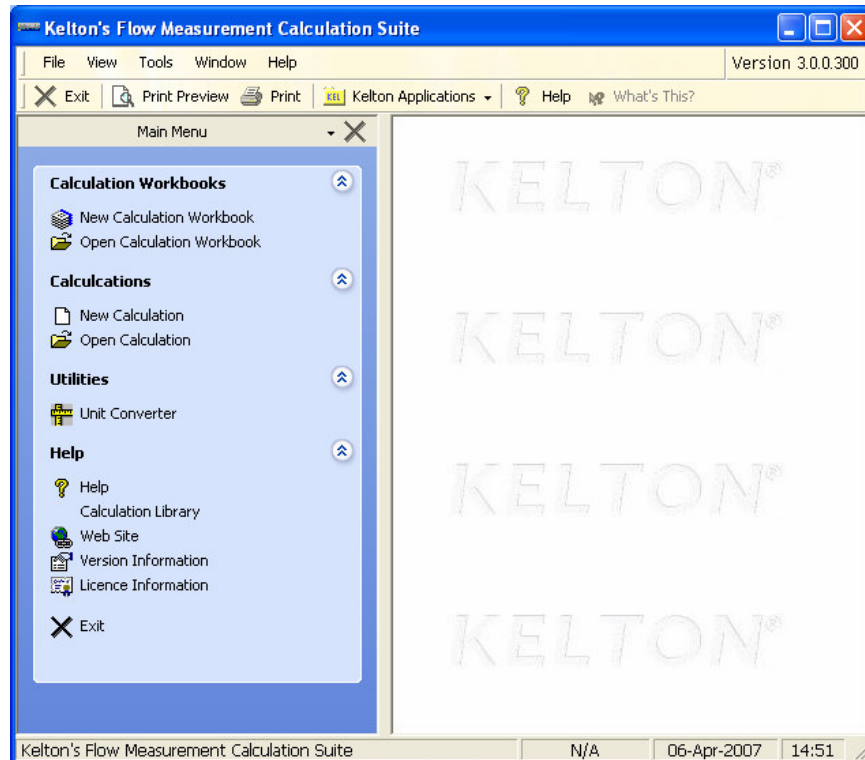 Kelton's Flow Measurement Calculation Suite
File View Tools Window Help Version 3.0.0.300
Exit Print Preview Print KEL Kelton Applications Help What's This?
Main Menu
Calculation Workbooks
New Calculation Workbook
Open Calculation Workbook
Calculcations
New Calculation
Open Calculation
Utilities
Unit Converter
Help
Help
Calculation Library
Web Site
Version Information
Licence Information
Exit
KELTON®
KELTON®
KELTON®
KELTON®
Kelton's Flow Measurement Calculation Suite N/A 06-Apr-2007 14:51